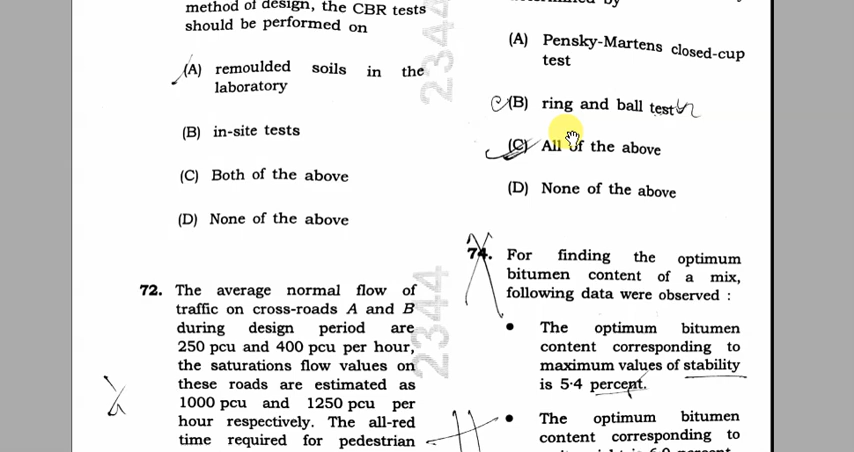 method of design, the CBR tests
should be performed on
(A) remoulded soils in the
laboratory
(B) in-site tests
(C) Both of the above
(D) None of the above
72. The average normal flow of
traffic on cross-roads A and B
during design period are
250 pcu and 400 pcu per hour,
the saturations flow values on
these roads are estimated as
1000 pcu and 1250 pcu per
hour respectively. The all-red
time required for pedestrian
2344
2344
by
(A) Pensky-Martens closed-cup
test
(B) ring and ball test
(C) All of the above
(D) None of the above
74. For finding the optimum
bitumen content of a mix,
following data were observed :
• The optimum bitumen
content corresponding to
maximum values of stability
is 5·4 percent.
• The optimum bitumen
content corresponding to